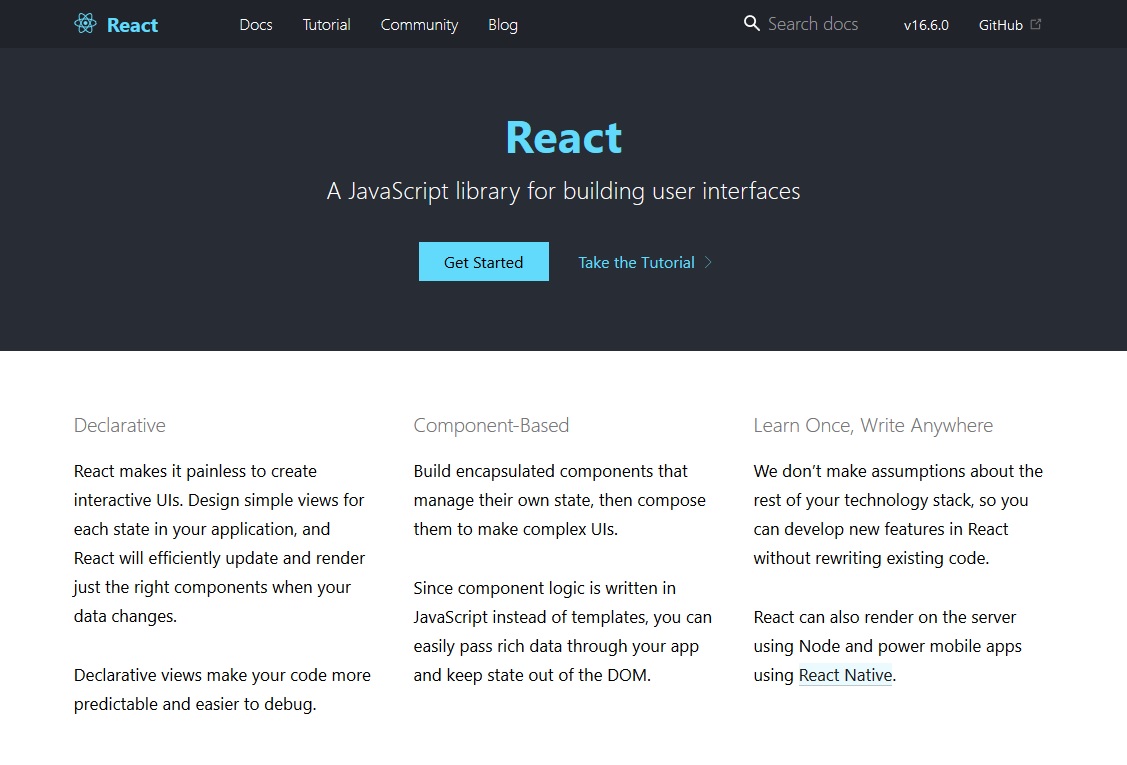 React Docs Tutorial Community Blog Search docs v16.6.0 GitHub
React
A JavaScript library for building user interfaces
Get Started Take the Tutorial
Declarative
React makes it painless to create
interactive UIs. Design simple views for
each state in your application, and
React will efficiently update and render
just the right components when your
data changes.
Declarative views make your code more
predictable and easier to debug.
Component-Based
Build encapsulated components that
manage their own state, then compose
them to make complex UIs.
Since component logic is written in
JavaScript instead of templates, you can
easily pass rich data through your app
and keep state out of the DOM.
Learn Once, Write Anywhere
We don’t make assumptions about the
rest of your technology stack, so you
can develop new features in React
without rewriting existing code.
React can also render on the server
using Node and power mobile apps
using React Native.